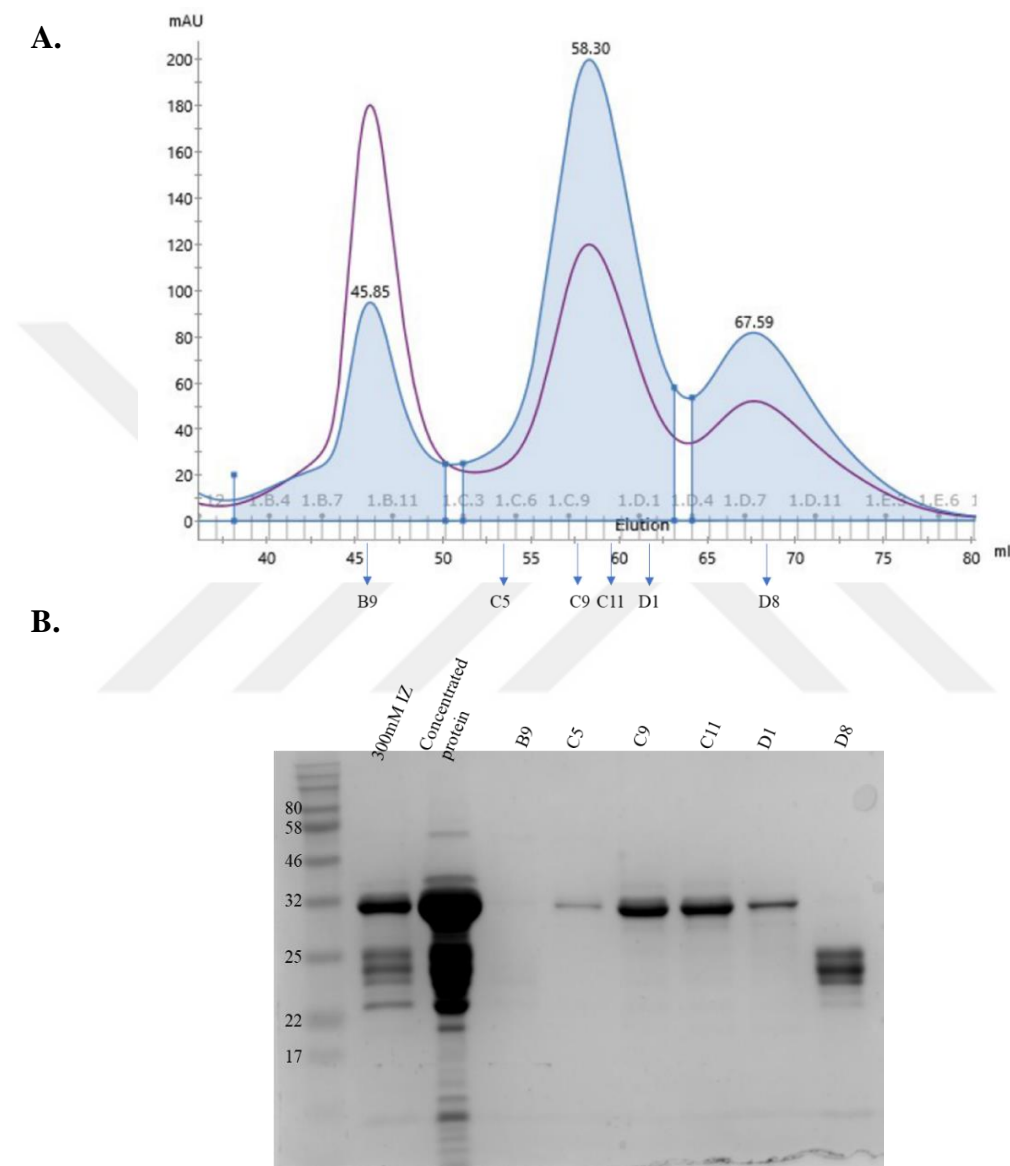 A.
mAU
58.30
200
180
160
140
120
100
45.85
80
67.59
60
40
20
0
1.B.4 1.B.7 1.B.11 1.C.3 1.C.6 1.C.9 1.D.1 1.D.4 1.D.7 1.D.11 1.E.6 1
Elution
40 45 50 55 60 65 70 75 80 ml
B9 C5 C9 C11 D1 D8
B.
300mM IZ
Concentrated
protein
B9
C5
C9
C11
D1
D8
80
58
46
32
25
22
17